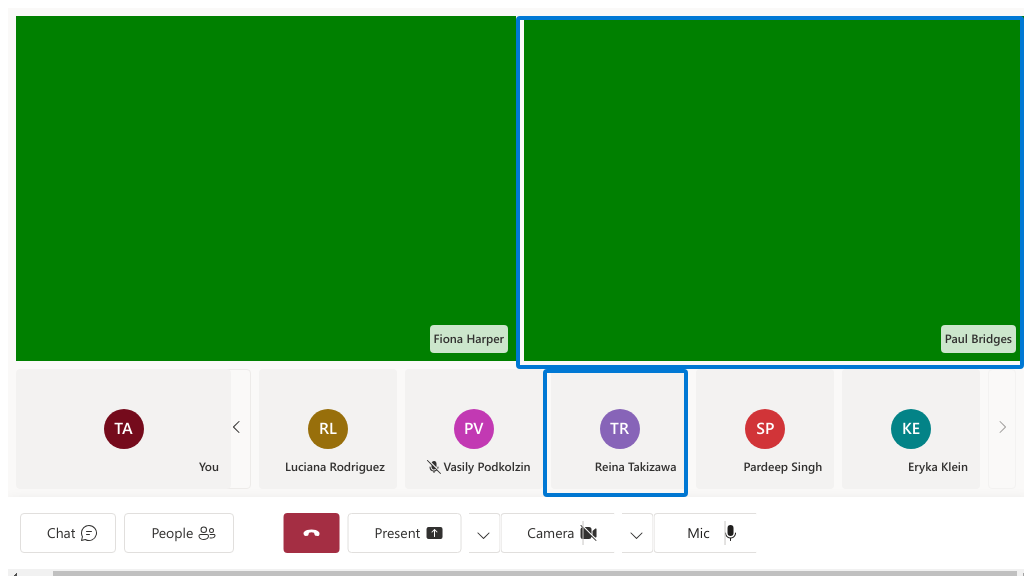 Fiona Harper
Paul Bridges
TA
You
RL
Luciana Rodriguez
PV
Vasily Podkolzin
TR
Reina Takizawa
SP
Pardeep Singh
KE
Eryka Klein
Chat
People
Present
Camera
Mic